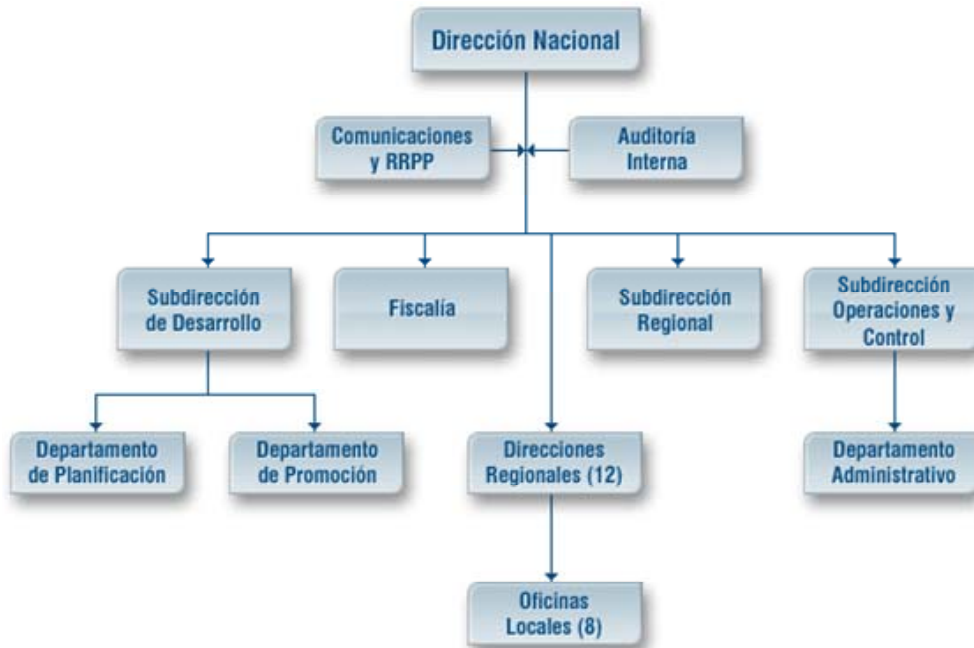 Dirección Nacional
Comunicaciones
y RRPP
Auditoría
Interna
Subdirección
de Desarrollo
Fiscalía
Subdirección
Regional
Subdirección
Operaciones y
Control
Departamento
de Planificación
Departamento
de Promoción
Direcciones
Regionales (12)
Departamento
Administrativo
Oficinas
Locales (8)